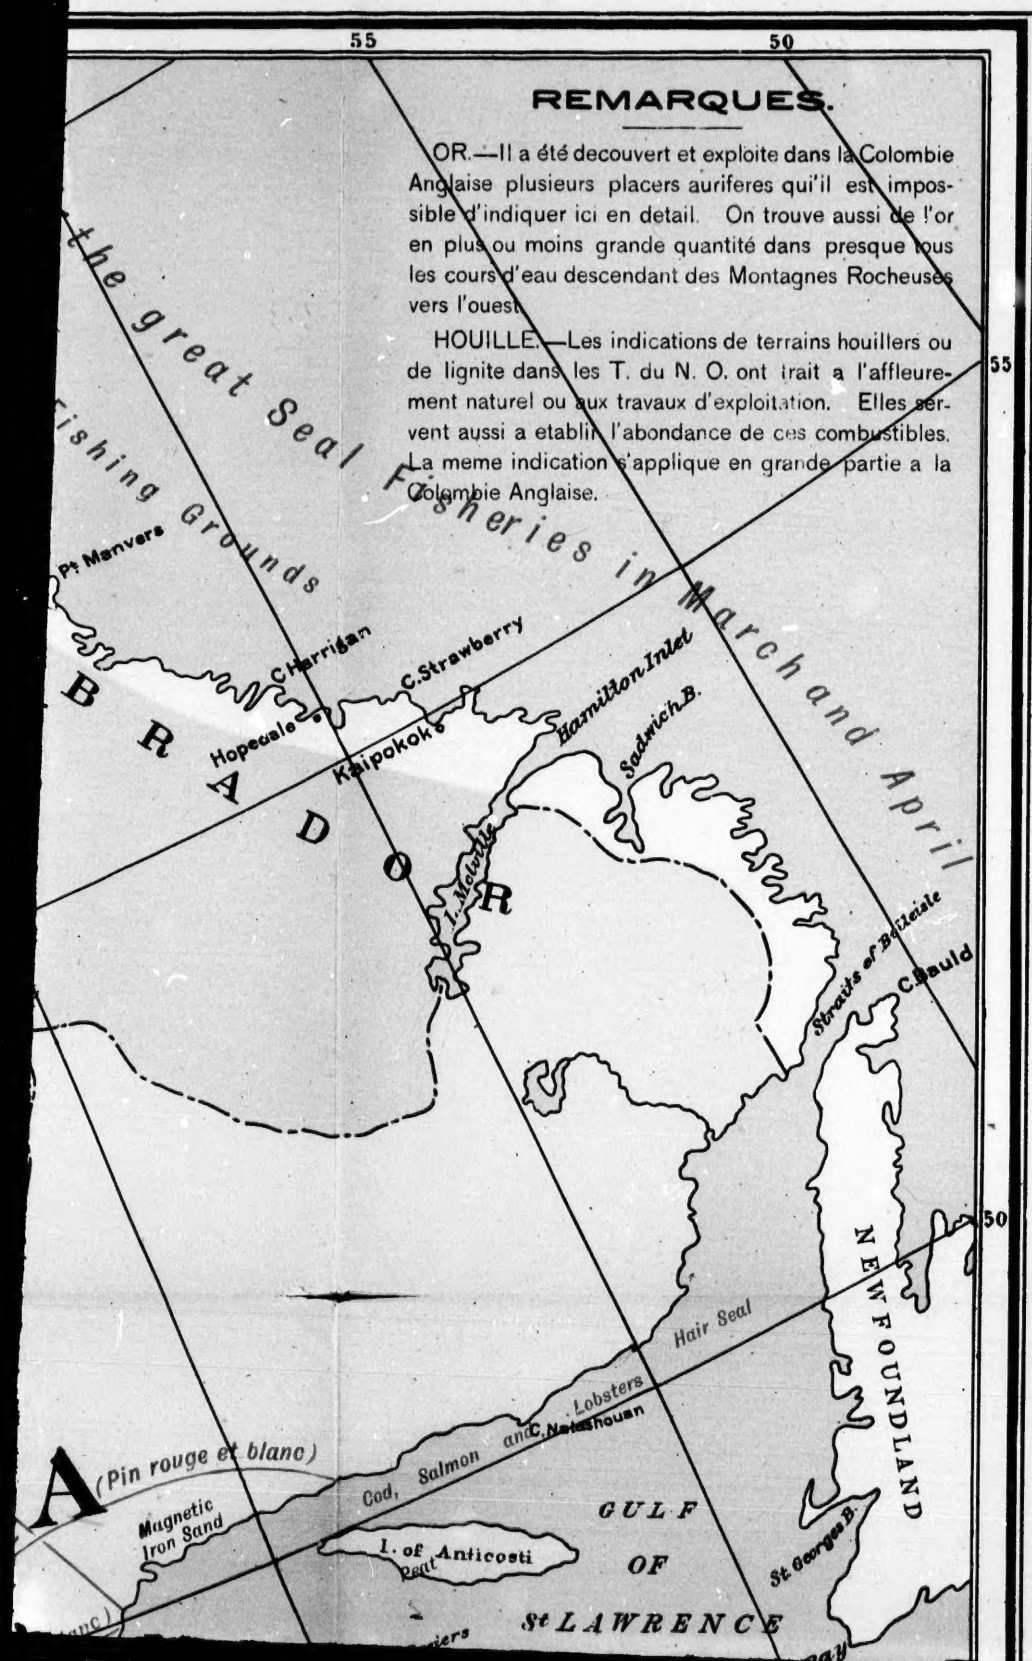 55
50
REMARQUES.
OR.—Il a été decouvert et exploite dans la Colombie
Anglaise plusieurs placers auriferes qu'il est impos-
sible d'indiquer ici en detail. On trouve aussi de l'or
en plus ou moins grande quantité dans presque tous
les cours d'eau descendant des Montagnes Rocheuses
vers l'ouest.
HOUILLE.—Les indications de terrains houillers ou
de lignite dans les T. du N. O. ont trait a l'affleure-
ment naturel ou aux travaux d'exploitation. Elles ser-
vent aussi a etablir l'abondance de ces combustibles.
La meme indication s'applique en grande partie a la
Colombie Anglaise.
55
the great Seal Fisheries in March and April
Fishing Grounds
Pt Manvers
C Harrigan
C. Strawberry
Hopedale
Kaipokok
BRADOR
Hamilton Inlet
Sadwich B.
I. Melville
Straits of Belleisle
C. Bauld
50
NEWFOUNDLAND
Hair Seal
Cod, Salmon and Lobsters
C. Natashouan
A
(Pin rouge et blanc)
Magnetic
Iron Sand
GULF
OF
St LAWRENCE
I. of Anticosti
Peat
St. Georges B.
anc)
iers
ay